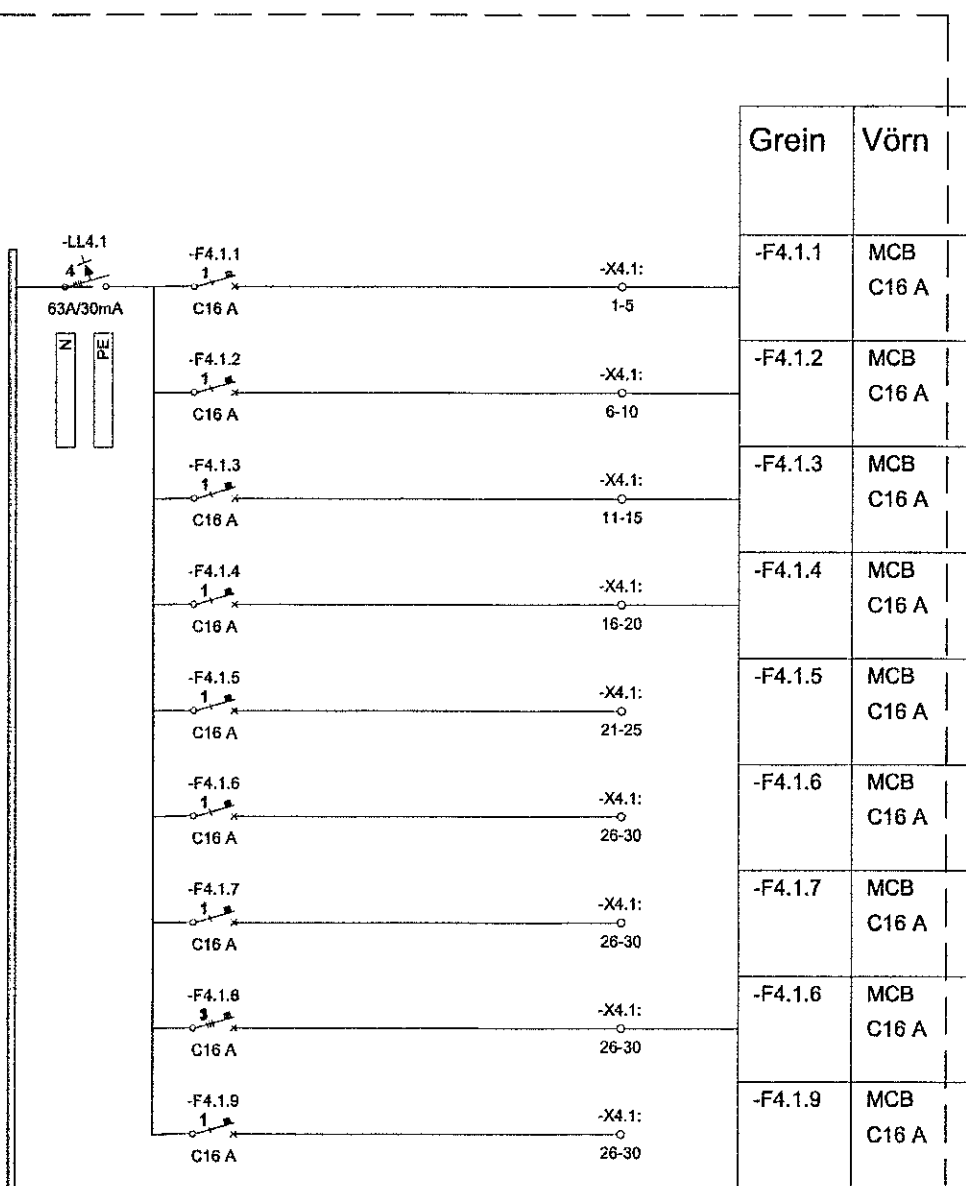 Grein Vörn
-LL4.1
4
63A/30mA
N
PE
-F4.1.1
1
C16 A
-X4.1:
1-5
-F4.1.1 MCB
C16 A
-F4.1.2
1
C16 A
-X4.1:
6-10
-F4.1.2 MCB
C16 A
-F4.1.3
1
C16 A
-X4.1:
11-15
-F4.1.3 MCB
C16 A
-F4.1.4
1
C16 A
-X4.1:
16-20
-F4.1.4 MCB
C16 A
-F4.1.5
1
C16 A
-X4.1:
21-25
-F4.1.5 MCB
C16 A
-F4.1.6
1
C16 A
-X4.1:
26-30
-F4.1.6 MCB
C16 A
-F4.1.7
1
C16 A
-X4.1:
26-30
-F4.1.7 MCB
C16 A
-F4.1.8
3
C16 A
-X4.1:
26-30
-F4.1.6 MCB
C16 A
-F4.1.9
1
C16 A
-X4.1:
26-30
-F4.1.9 MCB
C16 A